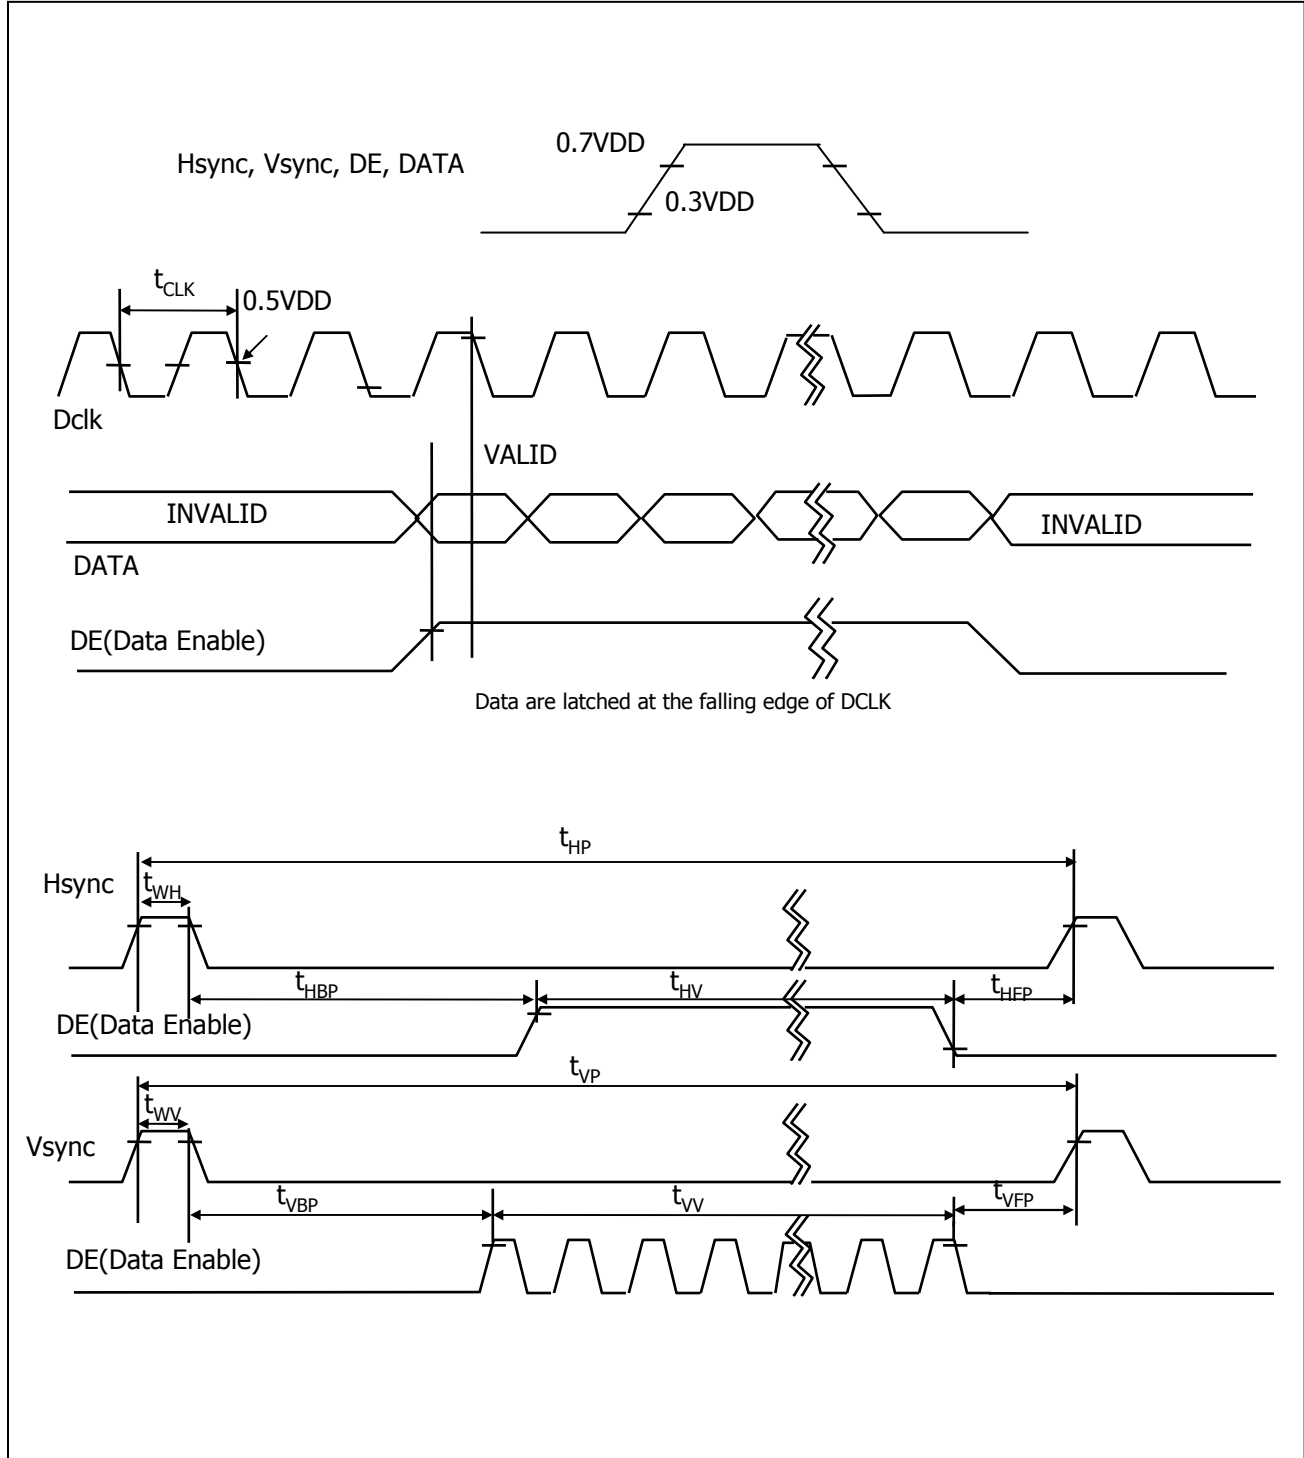 0.7VDD
Hsync, Vsync, DE, DATA
0.3VDD
tCLK
0.5VDD
Dclk
VALID
INVALID
INVALID
DATA
DE(Data Enable)
Data are latched at the falling edge of DCLK
tHP
Hsync
tWH
tHBP
tHV
tHFP
DE(Data Enable)
tVP
tWV
Vsync
tVBP
tVV
tVFP
DE(Data Enable)